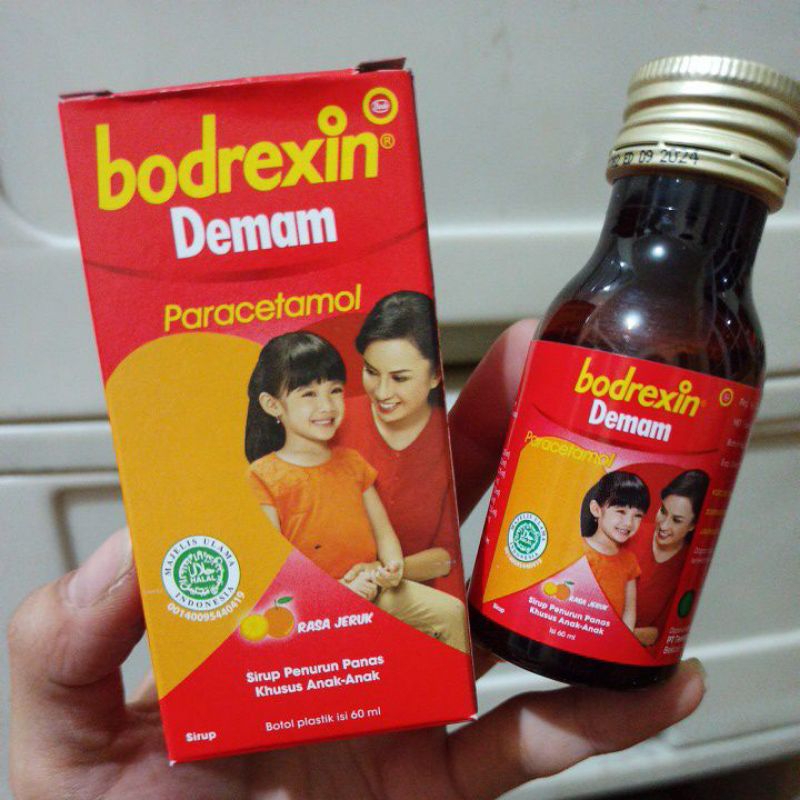 bodrexin®
Demam
Paracetamol
MAJELIS ULAMA
HALAL
INDONESIA
00140095440419
RASA JERUK
Sirup Penurun Panas
Khusus Anak-Anak
Botol plastik isi 60 ml
Sirup
ED 09 2024
bodrexin
Demam
Paracetamol
RASA JERUK
Sirup Penurun Panas
Khusus Anak-Anak
Isi 60 ml
Sirup